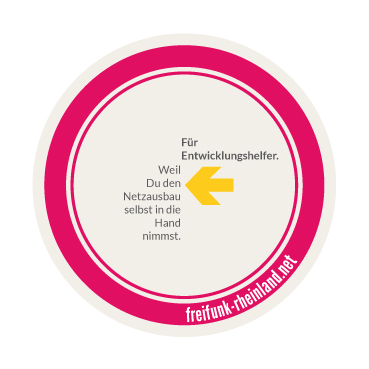 Für
Entwicklungshelfer.
Weil
Du den
Netzausbau
selbst in die
Hand
nimmst.
freifunk-rheinland.net